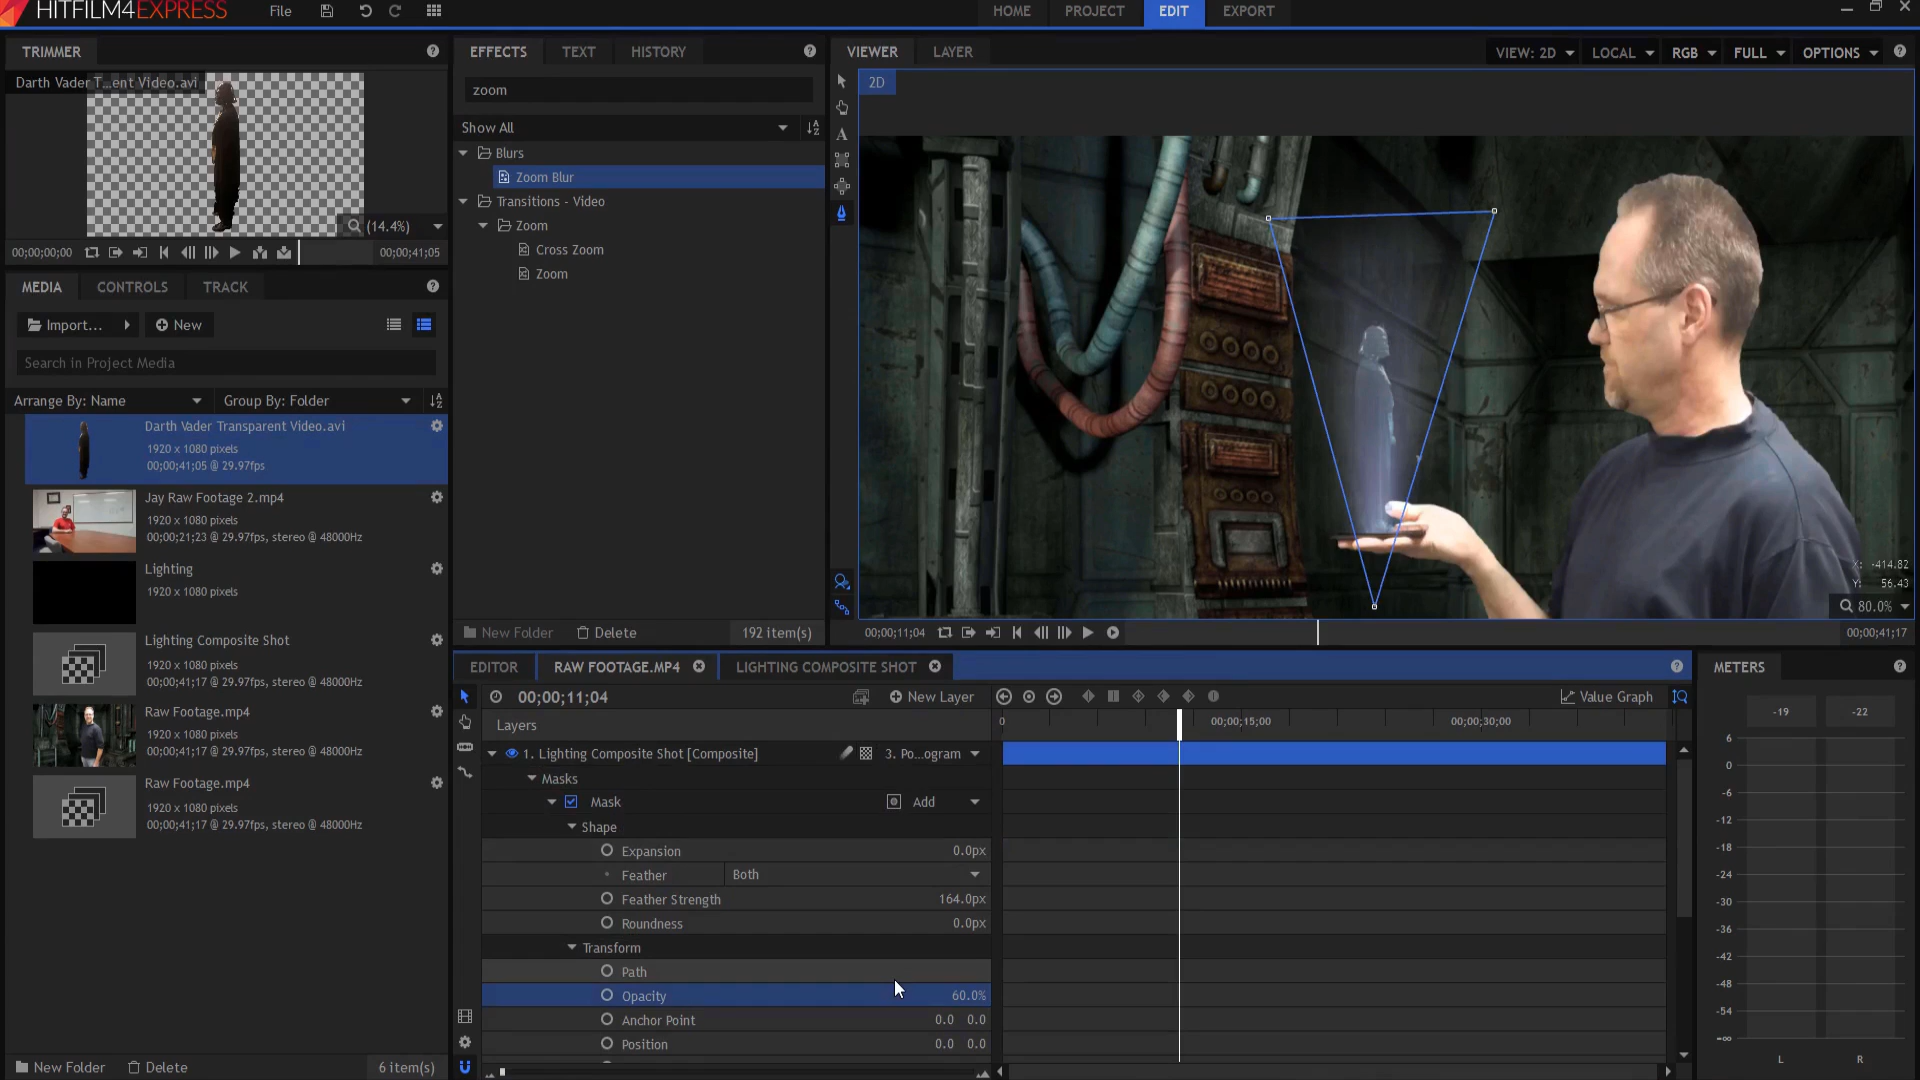 HITFILM4EXPRESS
File
HOME
PROJECT
EDIT
EXPORT
TRIMMER
Darth Vader T...ent Video.avi
(14.4%)
00;00;00;00
00;00;41;05
EFFECTS
TEXT
HISTORY
zoom
Show All
Blurs
Zoom Blur
Transitions - Video
Zoom
Cross Zoom
Zoom
New Folder
Delete
192 item(s)
VIEWER
LAYER
VIEW: 2D
LOCAL
RGB
FULL
OPTIONS
2D
X: -414.82
Y: 56.43
80.0%
00;00;11;04
00;00;41;17
MEDIA
CONTROLS
TRACK
Import...
New
Search in Project Media
Arrange By: Name
Group By: Folder
Darth Vader Transparent Video.avi
1920 x 1080 pixels
00;00;41;05 @ 29.97fps
Jay Raw Footage 2.mp4
1920 x 1080 pixels
00;00;21;23 @ 29.97fps, stereo @ 48000Hz
Lighting
1920 x 1080 pixels
Lighting Composite Shot
1920 x 1080 pixels
00;00;41;17 @ 29.97fps, stereo @ 48000Hz
Raw Footage.mp4
1920 x 1080 pixels
00;00;41;17 @ 29.97fps, stereo @ 48000Hz
Raw Footage.mp4
1920 x 1080 pixels
00;00;41;17 @ 29.97fps, stereo @ 48000Hz
New Folder
Delete
6 item(s)
EDITOR
RAW FOOTAGE.MP4
LIGHTING COMPOSITE SHOT
00;00;11;04
New Layer
Value Graph
Layers
0
00;00;15;00
00;00;30;00
1. Lighting Composite Shot [Composite]
3. Po...ogram
Masks
Mask
Add
Shape
Expansion
0.0px
Feather
Both
Feather Strength
164.0px
Roundness
0.0px
Transform
Path
Opacity
60.0%
Anchor Point
0.0 0.0
Position
0.0 0.0
METERS
-19
-22
6
0
-6
-12
-18
-24
-30
-36
-42
-48
-54
-∞
L
R